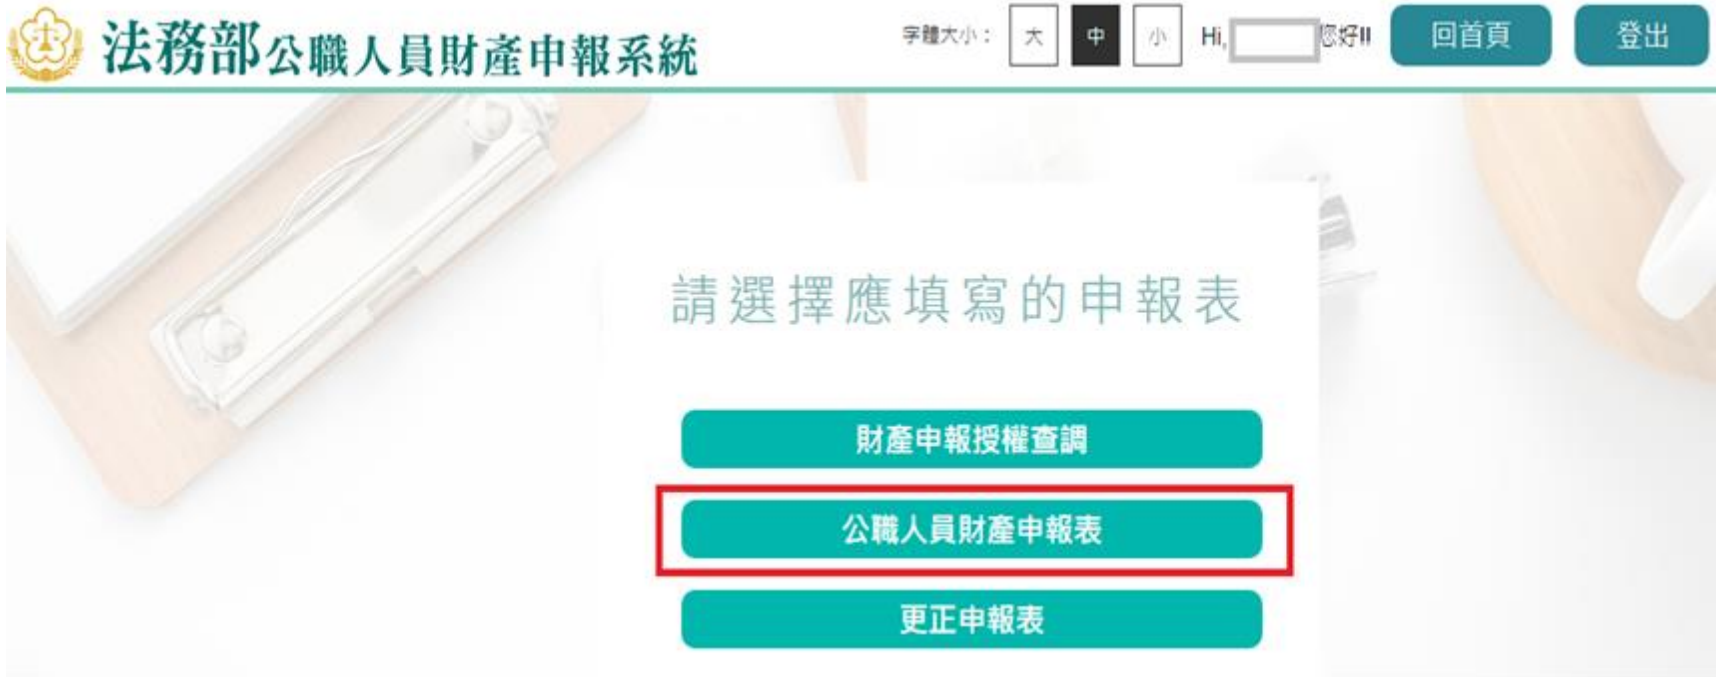 法務部公職人員財產申報系統
字體大小： 大 中 小 Hi, 您好!! 回首頁 登出
請選擇應填寫的申報表
財產申報授權查調
公職人員財產申報表
更正申報表